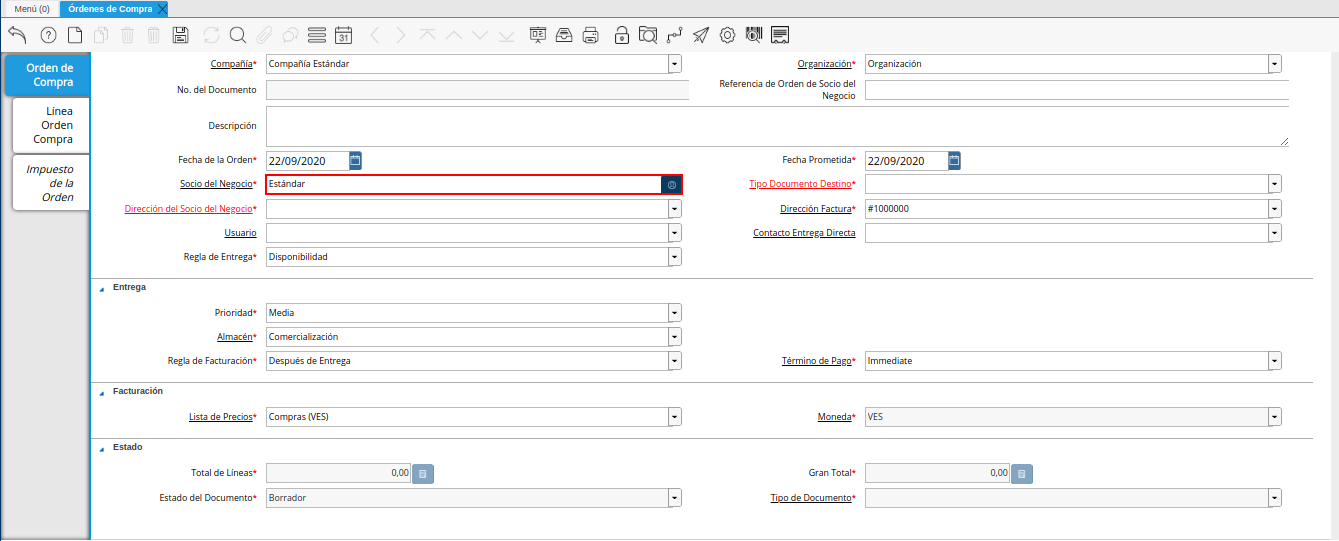 Menú (0)
Órdenes de Compra
31
Orden de
Compra
Línea
Orden
Compra
Impuesto
de la
Orden
Compañía* Compañía Estándar
Organización* Organización
No. del Documento
Referencia de Orden de Socio del
Negocio
Descripción
Fecha de la Orden* 22/09/2020
Fecha Prometida* 22/09/2020
Socio del Negocio* Estándar
Tipo Documento Destino*
Dirección del Socio del Negocio*
Dirección Factura* #1000000
Usuario
Contacto Entrega Directa
Regla de Entrega* Disponibilidad
Entrega
Prioridad* Media
Almacén* Comercialización
Regla de Facturación* Después de Entrega
Término de Pago* Immediate
Facturación
Lista de Precios* Compras (VES)
Moneda* VES
Estado
Total de Líneas* 0,00
Gran Total* 0,00
Estado del Documento* Borrador
Tipo de Documento*